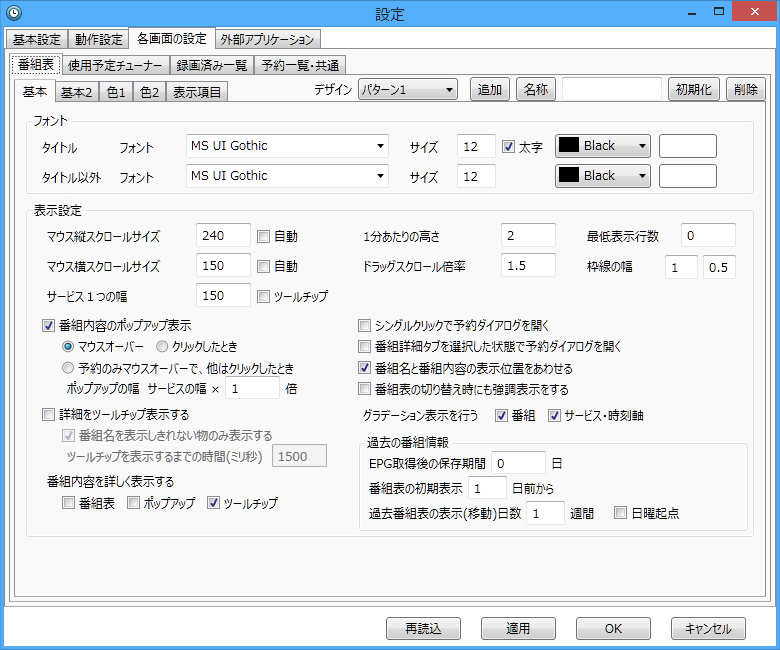 設定
基本設定 動作設定 各画面の設定 外部アプリケーション
番組表 使用予定チューナー 録画済み一覧 予約一覧・共通
基本 基本2 色1 色2 表示項目 デザイン パターン1 追加 名称 初期化 削除
フォント
タイトル フォント MS UI Gothic サイズ 12 太字 Black
タイトル以外 フォント MS UI Gothic サイズ 12 Black
表示設定
マウス縦スクロールサイズ 240 自動 1分あたりの高さ 2 最低表示行数 0
マウス横スクロールサイズ 150 自動 ドラッグスクロール倍率 1.5 枠線の幅 1 0.5
サービス１つの幅 150 ツールチップ
番組内容のポップアップ表示
マウスオーバー クリックしたとき
予約のみマウスオーバーで、他はクリックしたとき
ポップアップの幅 サービスの幅 × 1 倍
詳細をツールチップ表示する
番組名を表示しきれない物のみ表示する
ツールチップを表示するまでの時間(ミリ秒) 1500
番組内容を詳しく表示する
番組表 ポップアップ ツールチップ
シングルクリックで予約ダイアログを開く
番組詳細タブを選択した状態で予約ダイアログを開く
番組名と番組内容の表示位置をあわせる
番組表の切り替え時にも強調表示をする
グラデーション表示を行う 番組 サービス・時刻軸
過去の番組情報
EPG取得後の保存期間 0 日
番組表の初期表示 1 日前から
過去番組表の表示(移動)日数 1 週間 日曜起点
再読込 適用 OK キャンセル